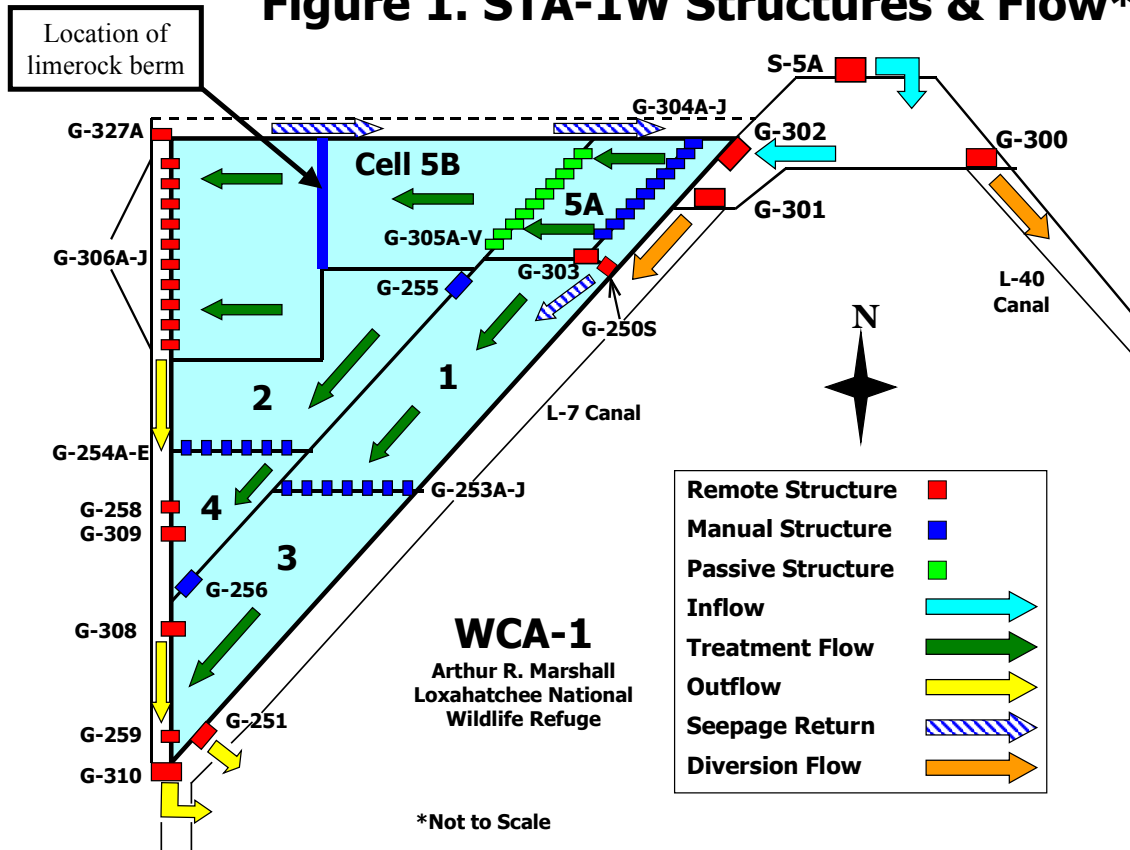 Figure 1. STA-1W Structures & Flow*
Location of
limerock berm
S-5A
G-304A-J
G-327A
G-302
G-300
Cell 5B
5A
G-301
G-305A-V
G-306A-J
G-303
G-255
L-40
Canal
G-250S
N
1
2
L-7 Canal
G-254A-E
G-253A-J
G-258
4
G-309
3
G-256
G-308
WCA-1
Arthur R. Marshall
Loxahatchee National
Wildlife Refuge
G-251
G-259
G-310
*Not to Scale
Remote Structure
Manual Structure
Passive Structure
Inflow
Treatment Flow
Outflow
Seepage Return
Diversion Flow